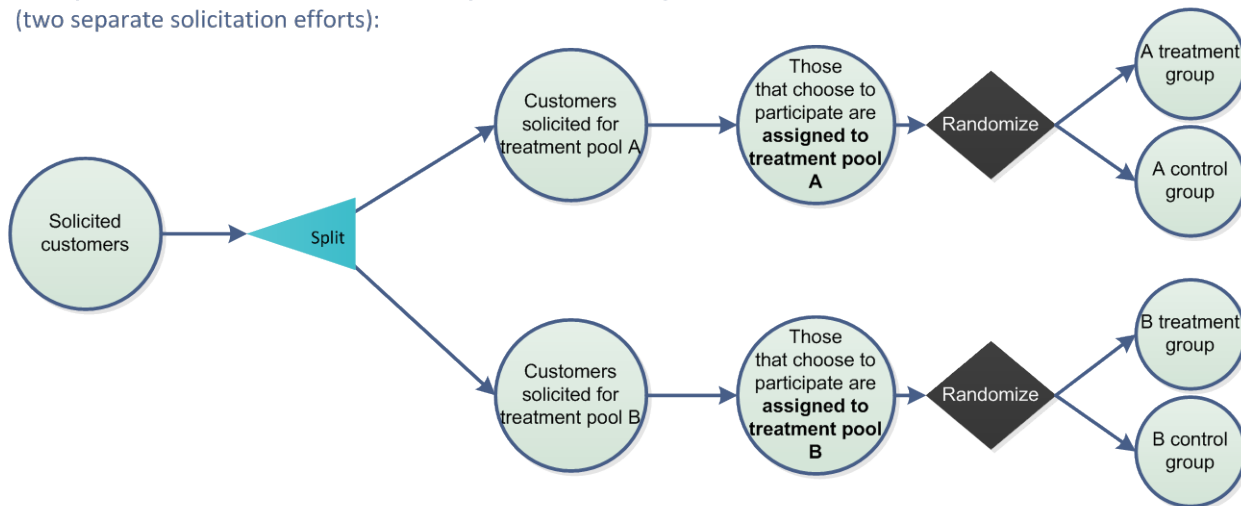 (two separate solicitation efforts):
Solicited
customers
Split
Customers
solicited for
treatment pool A
Those
that choose to
participate are
assigned to
treatment pool
A
Randomize
A treatment
group
A control
group
Customers
solicited for
treatment pool B
Those
that choose to
participate are
assigned to
treatment pool
B
Randomize
B treatment
group
B control
group